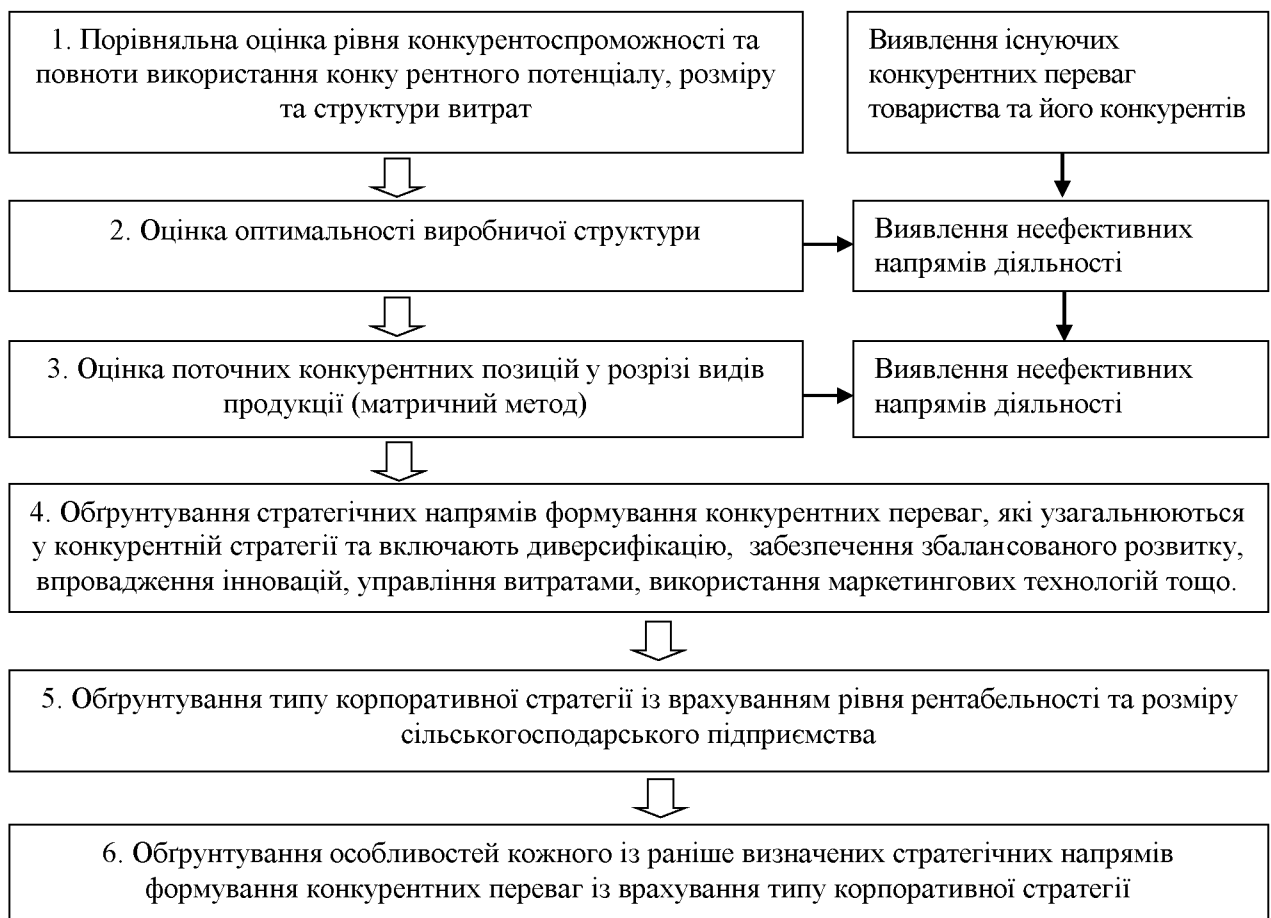 1. Порівняльна оцінка рівня конкурентоспроможності та
повноти використання конку рентного потенціалу, розміру
та структури витрат
Виявлення існуючих
конкурентних переваг
товариства та його конкурентів
2. Оцінка оптимальності виробничої структури
Виявлення неефективних
напрямів діяльності
3. Оцінка поточних конкурентних позицій у розрізі видів
продукції (матричний метод)
Виявлення неефективних
напрямів діяльності
4. Обґрунтування стратегічних напрямів формування конкурентних переваг, які узагальнюються
у конкурентній стратегії та включають диверсифікацію, забезпечення збалансованого розвитку,
впровадження інновацій, управління витратами, використання маркетингових технологій тощо.
5. Обґрунтування типу корпоративної стратегії із врахуванням рівня рентабельності та розміру
сільськогосподарського підприємства
6. Обґрунтування особливостей кожного із раніше визначених стратегічних напрямів
формування конкурентних переваг із врахування типу корпоративної стратегії